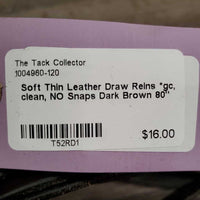 The Tack Collector
1004960-120
Soft Thin Leather Draw Reins *gc,
clean, NO Snaps Dark Brown 80"
$16.00
T52RD1